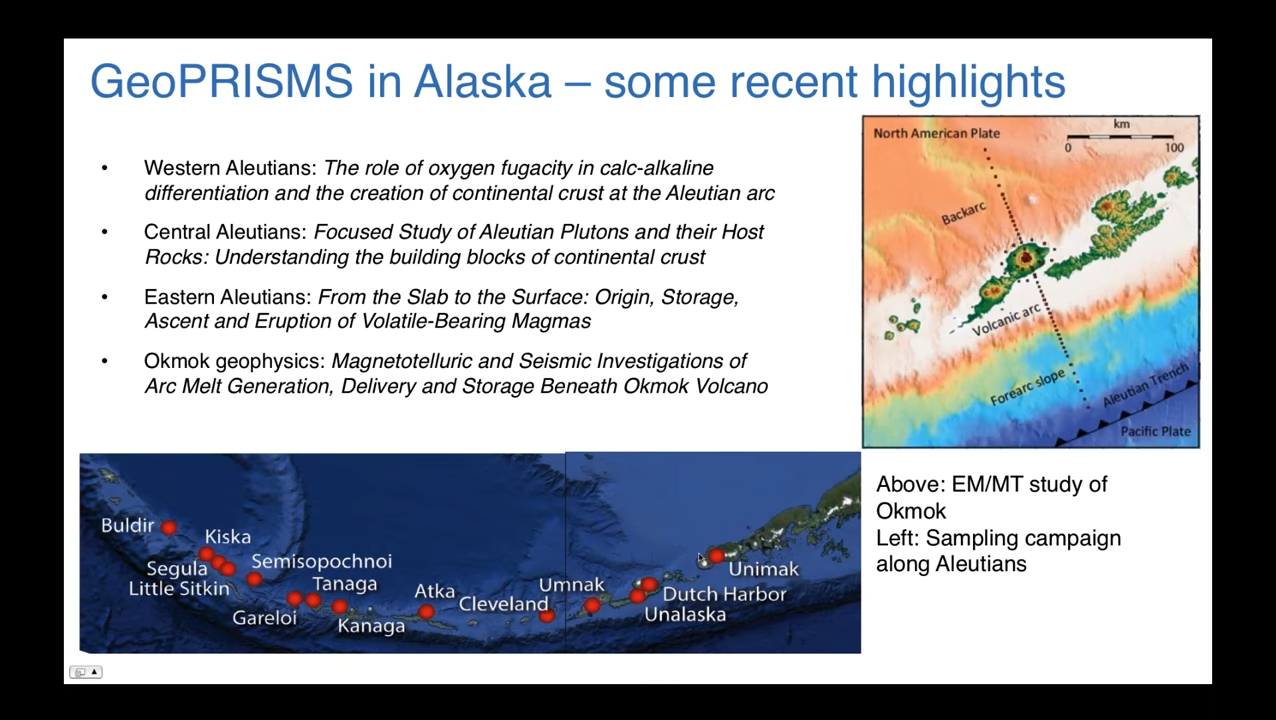 GeoPRISMS in Alaska – some recent highlights
• Western Aleutians: The role of oxygen fugacity in calc-alkaline
differentiation and the creation of continental crust at the Aleutian arc
• Central Aleutians: Focused Study of Aleutian Plutons and their Host
Rocks: Understanding the building blocks of continental crust
• Eastern Aleutians: From the Slab to the Surface: Origin, Storage,
Ascent and Eruption of Volatile-Bearing Magmas
• Okmok geophysics: Magnetotelluric and Seismic Investigations of
Arc Melt Generation, Delivery and Storage Beneath Okmok Volcano
km
North American Plate
0 100
Backarc
Volcanic arc
Forearc slope
Aleutian Trench
Pacific Plate
Above: EM/MT study of
Okmok
Left: Sampling campaign
along Aleutians
Buldir
Kiska
Segula
Semisopochnoi
Little Sitkin
Tanaga
Gareloi
Kanaga
Atka
Cleveland
Umnak
Unimak
Dutch Harbor
Unalaska